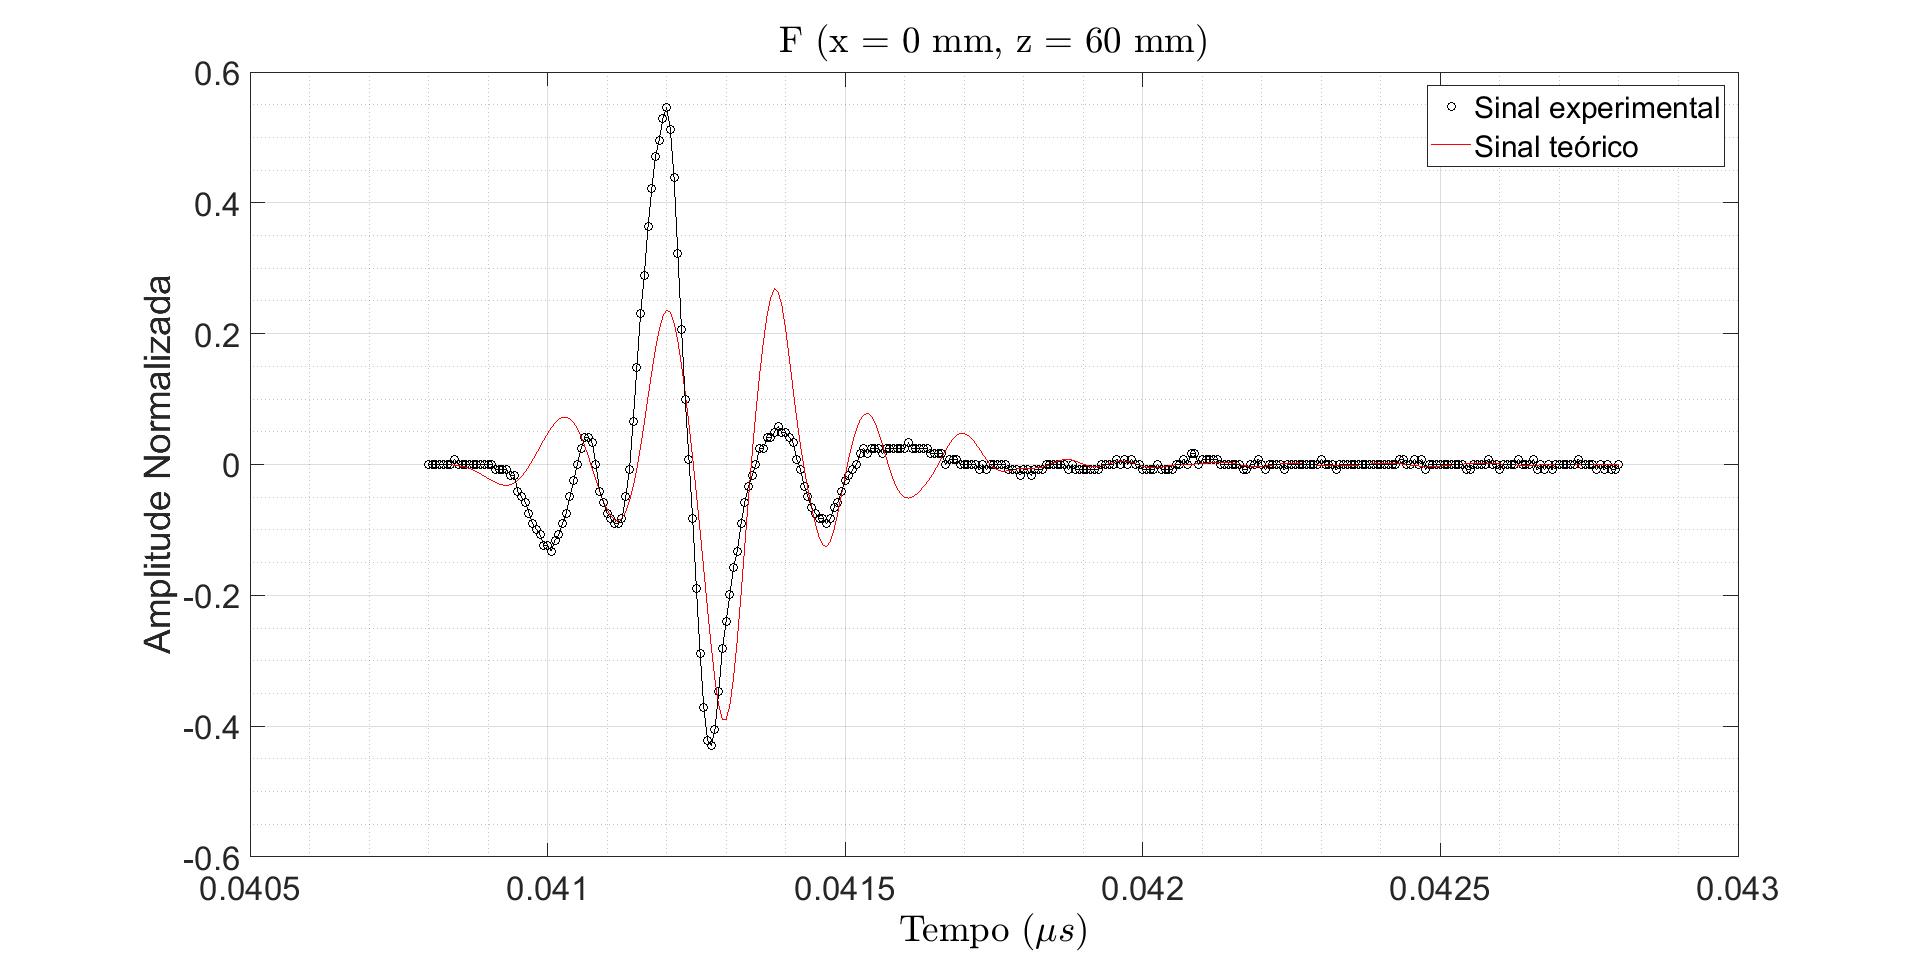 F (x = 0 mm, z = 60 mm)
Sinal experimental
Sinal teórico
Amplitude Normalizada
0.6
0.4
0.2
0
-0.2
-0.4
-0.6
0.0405 0.041 0.0415 0.042 0.0425 0.043
Tempo (μs)